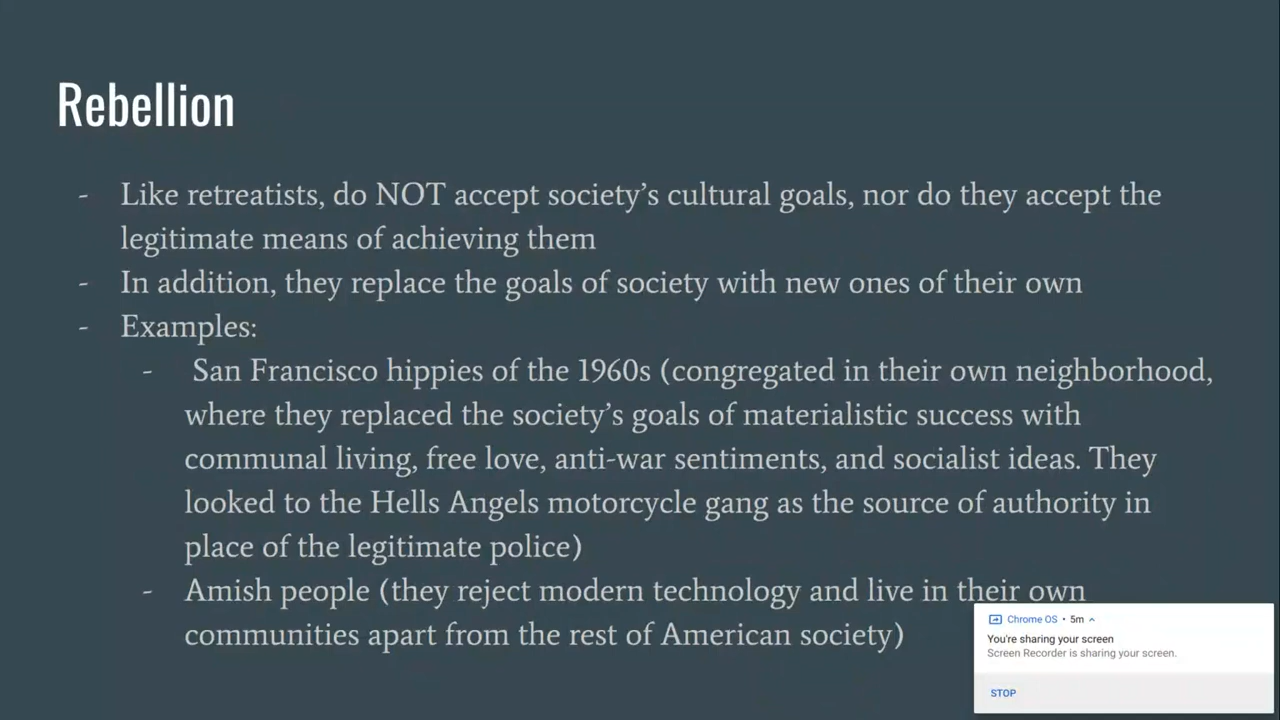 Rebellion
- Like retreatists, do NOT accept society’s cultural goals, nor do they accept the
legitimate means of achieving them
- In addition, they replace the goals of society with new ones of their own
- Examples:
- San Francisco hippies of the 1960s (congregated in their own neighborhood,
where they replaced the society’s goals of materialistic success with
communal living, free love, anti-war sentiments, and socialist ideas. They
looked to the Hells Angels motorcycle gang as the source of authority in
place of the legitimate police)
- Amish people (they reject modern technology and live in their own
communities apart from the rest of American society)
Chrome OS • 5m
You're sharing your screen
Screen Recorder is sharing your screen.
STOP